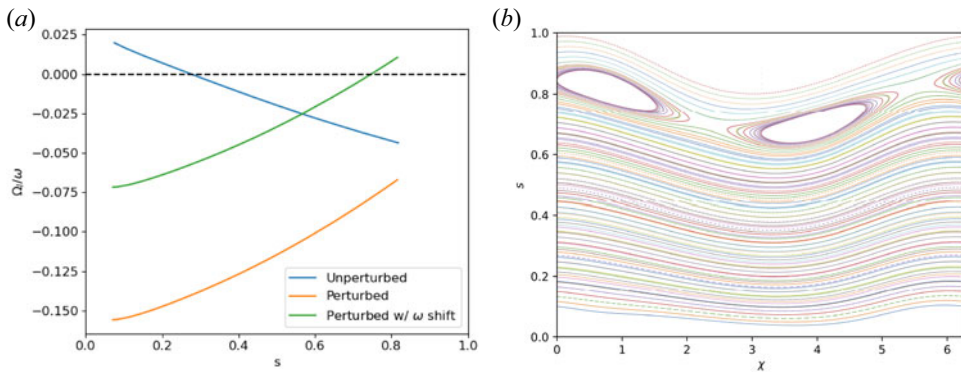 (a)
0.025
0.000
−0.025
−0.050
−0.075
−0.100
−0.125
−0.150
Ωₗ/ω
Unperturbed
Perturbed
Perturbed w/ ω shift
0.0 0.2 0.4 0.6 0.8 1.0
s
(b)
1.0
0.8
0.6
0.4
0.2
0.0
s
0 1 2 3 4 5 6
χ